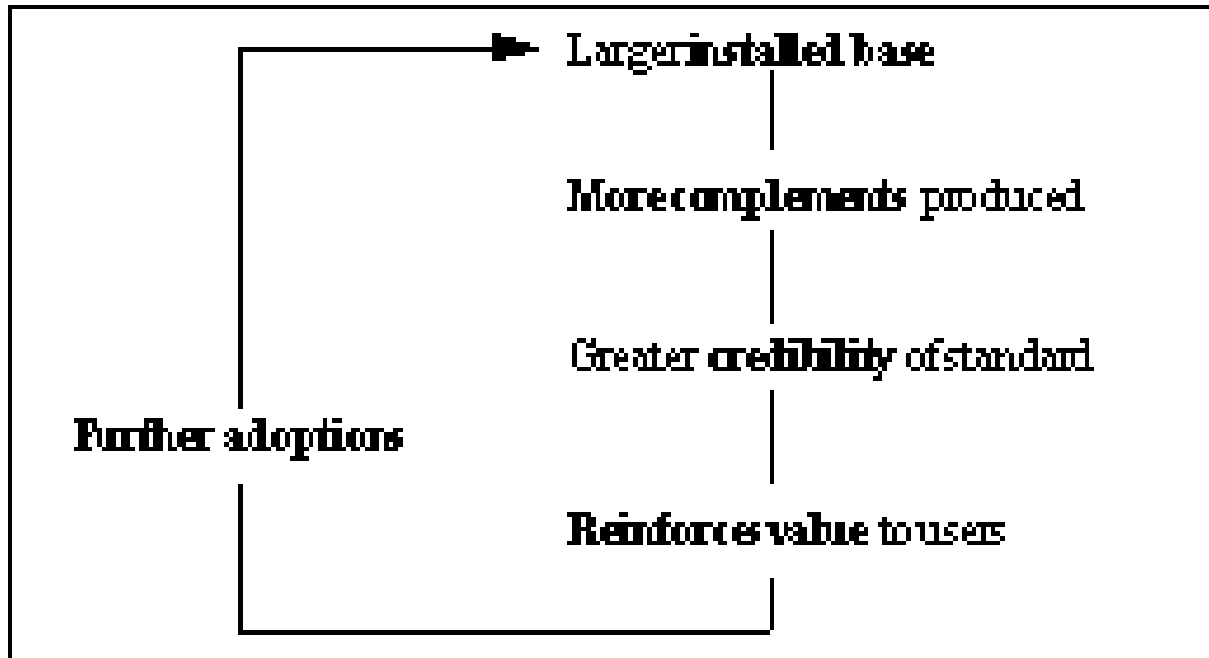 Larger installed base
More complements produced
Greater credibility of standard
Further adoptions
Reinforces value to users